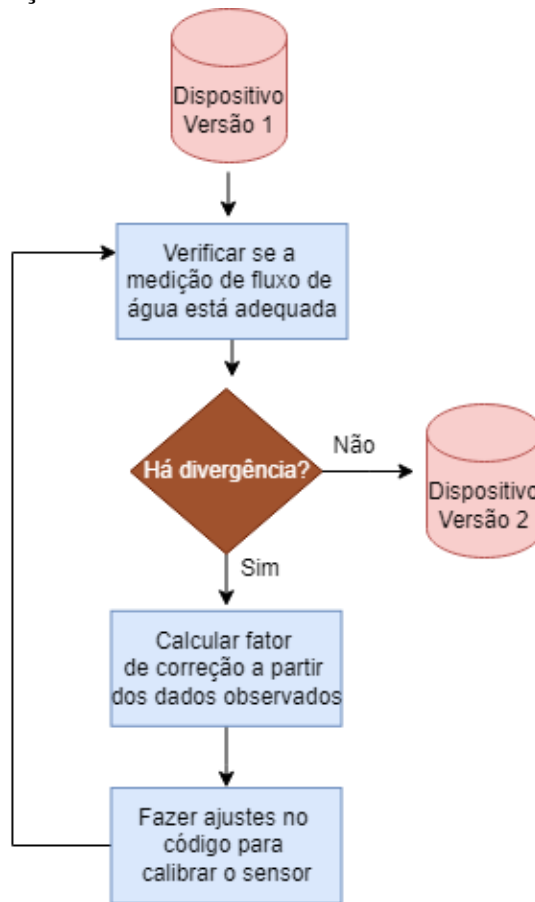 Dispositivo
Versão 1
Verificar se a
medição de fluxo de
água está adequada
Há divergência?
Não
Dispositivo
Versão 2
Sim
Calcular fator
de correção a partir
dos dados observados
Fazer ajustes no
código para
calibrar o sensor